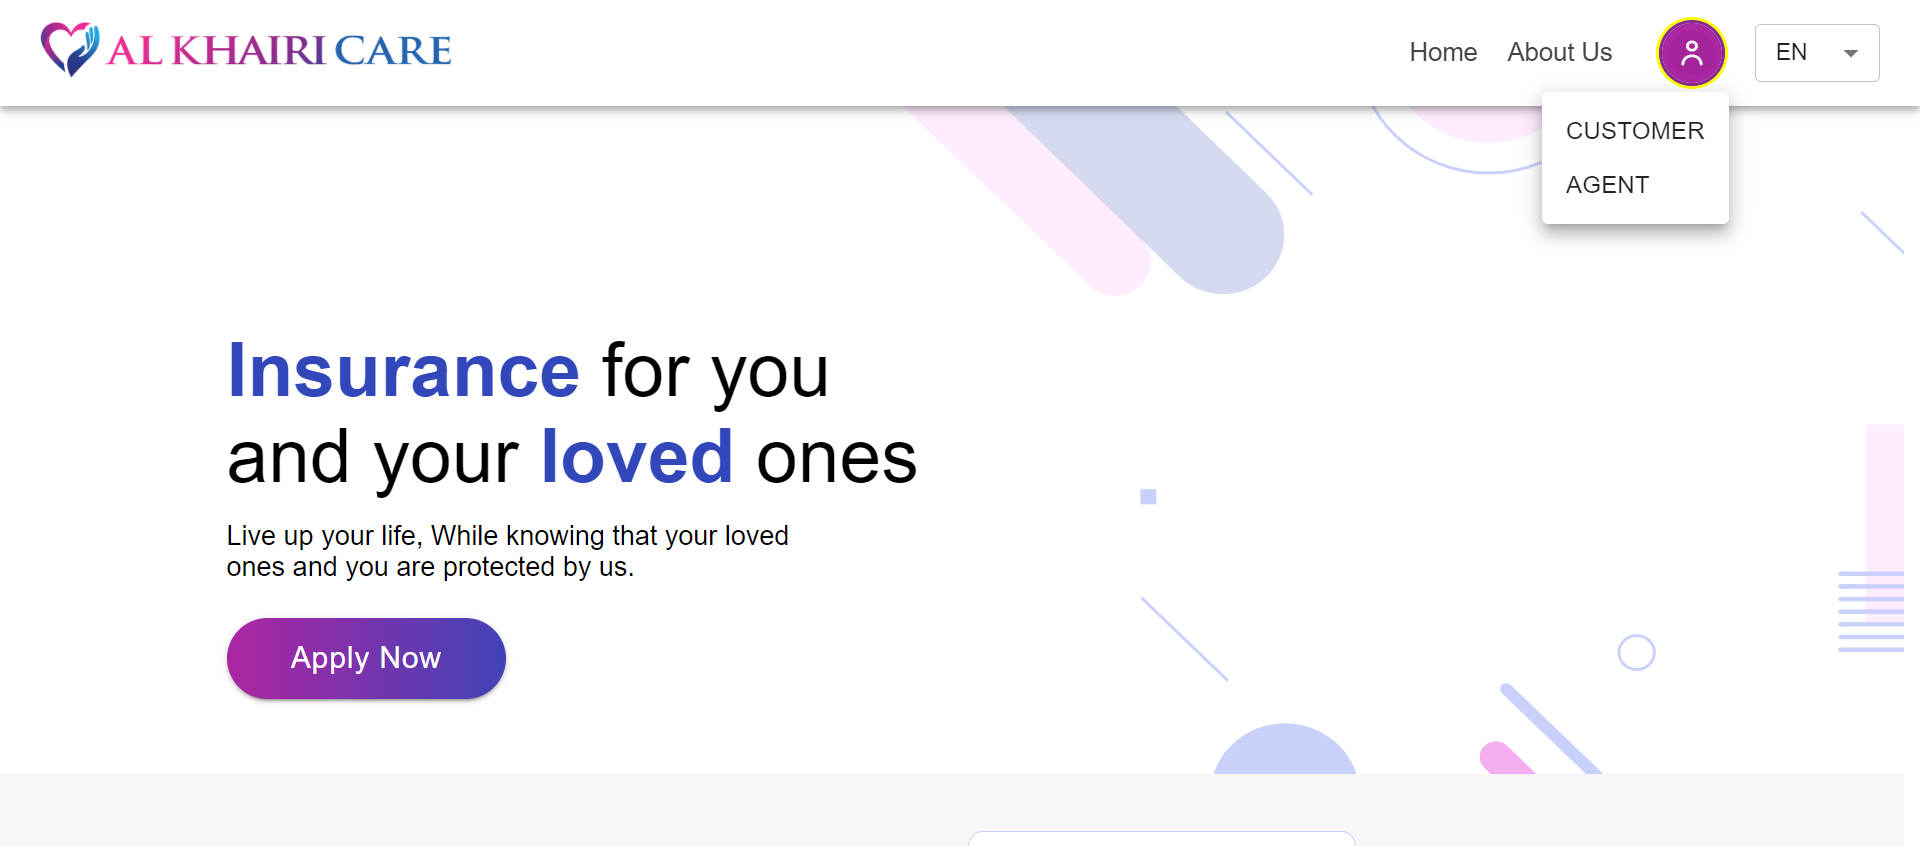 AL KHAIRI CARE
Home
About Us
EN
CUSTOMER
AGENT
Insurance for you
and your loved ones
Live up your life, While knowing that your loved
ones and you are protected by us.
Apply Now